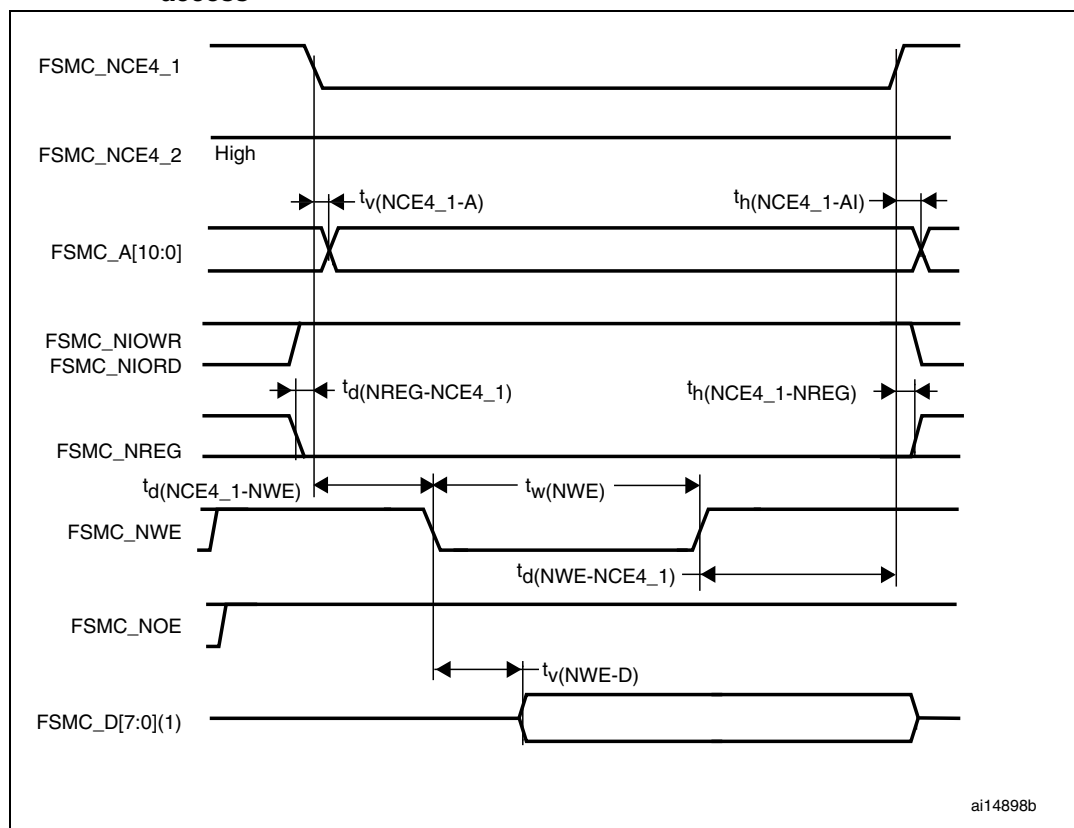 access
FSMC_NCE4_1
FSMC_NCE4_2 High
tv(NCE4_1-A) th(NCE4_1-AI)
FSMC_A[10:0]
FSMC_NIOWR
FSMC_NIORD
td(NREG-NCE4_1) th(NCE4_1-NREG)
FSMC_NREG
td(NCE4_1-NWE) tw(NWE)
FSMC_NWE
td(NWE-NCE4_1)
FSMC_NOE
tv(NWE-D)
FSMC_D[7:0](1)
ai14898b